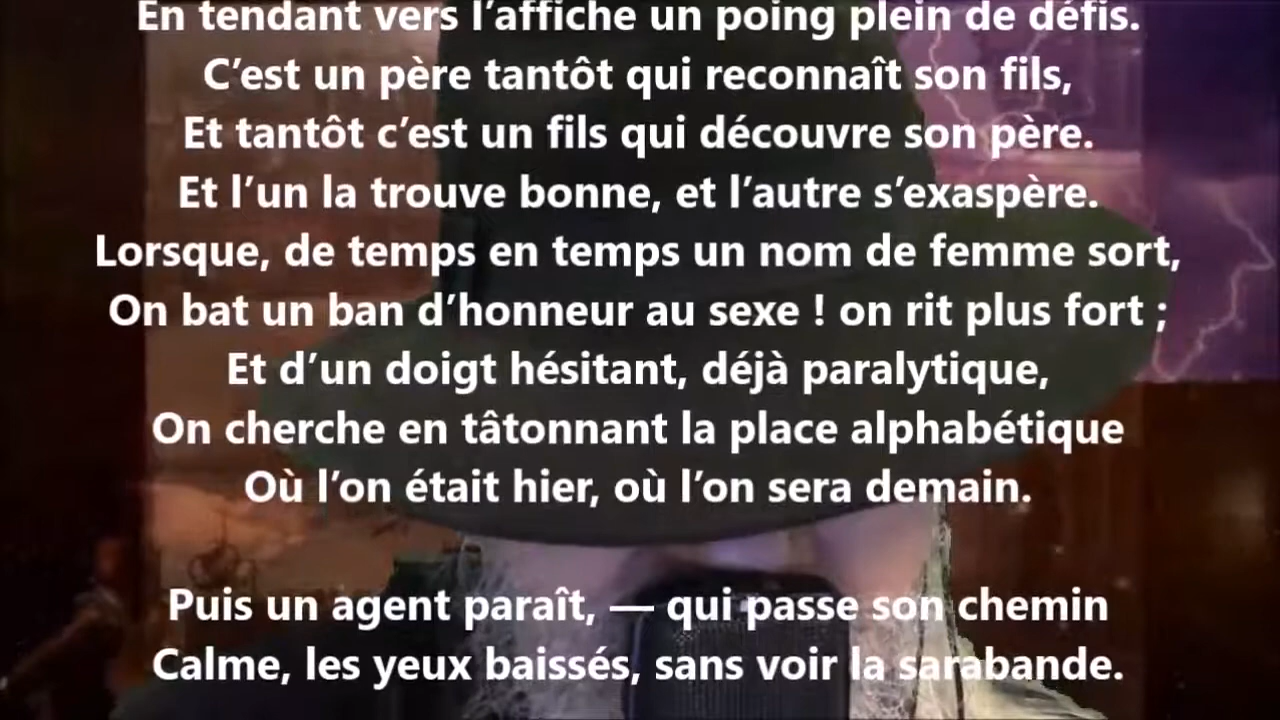 En tendant vers l’affiche un poing plein de défis.
C’est un père tantôt qui reconnaît son fils,
Et tantôt c’est un fils qui découvre son père.
Et l’un la trouve bonne, et l’autre s’exaspère.
Lorsque, de temps en temps un nom de femme sort,
On bat un ban d’honneur au sexe ! on rit plus fort ;
Et d’un doigt hésitant, déjà paralytique,
On cherche en tâtonnant la place alphabétique
Où l’on était hier, où l’on sera demain.
Puis un agent paraît, — qui passe son chemin
Calme, les yeux baissés, sans voir la sarabande.